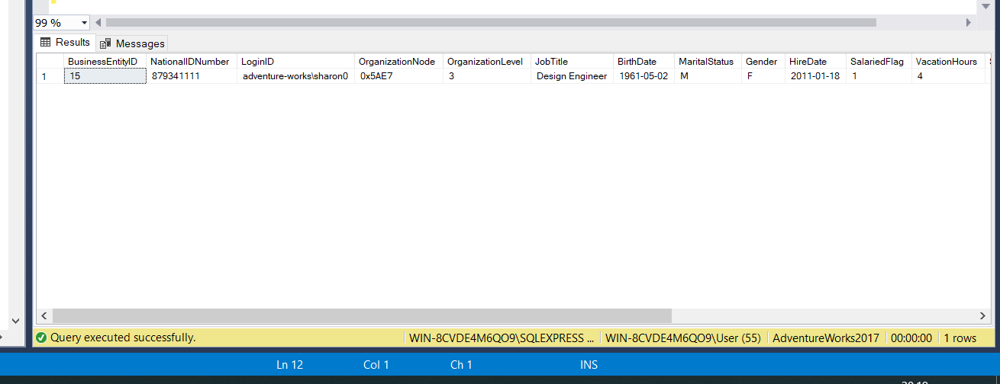 99 %
Results Messages
BusinessEntityID NationalIDNumber LoginID OrganizationNode OrganizationLevel JobTitle BirthDate MaritalStatus Gender HireDate SalariedFlag VacationHours
1 15 879341111 adventure-works\sharon0 0x5AE7 3 Design Engineer 1961-05-02 M F 2011-01-18 1 4
Query executed successfully. WIN-8CVDE4M6QO9\SQLEXPRESS ... WIN-8CVDE4M6QO9\User (55) AdventureWorks2017 00:00:00 1 rows
Ln 12 Col 1 Ch 1 INS